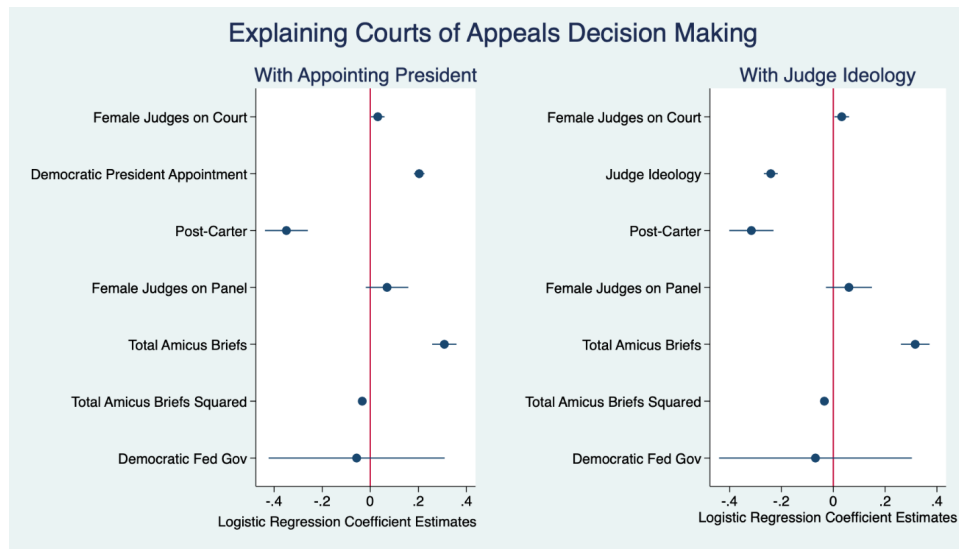 Explaining Courts of Appeals Decision Making
With Appointing President
Female Judges on Court
Democratic President Appointment
Post-Carter
Female Judges on Panel
Total Amicus Briefs
Total Amicus Briefs Squared
Democratic Fed Gov
-.4 -.2 0 .2 .4
Logistic Regression Coefficient Estimates
With Judge Ideology
Female Judges on Court
Judge Ideology
Post-Carter
Female Judges on Panel
Total Amicus Briefs
Total Amicus Briefs Squared
Democratic Fed Gov
-.4 -.2 0 .2 .4
Logistic Regression Coefficient Estimates